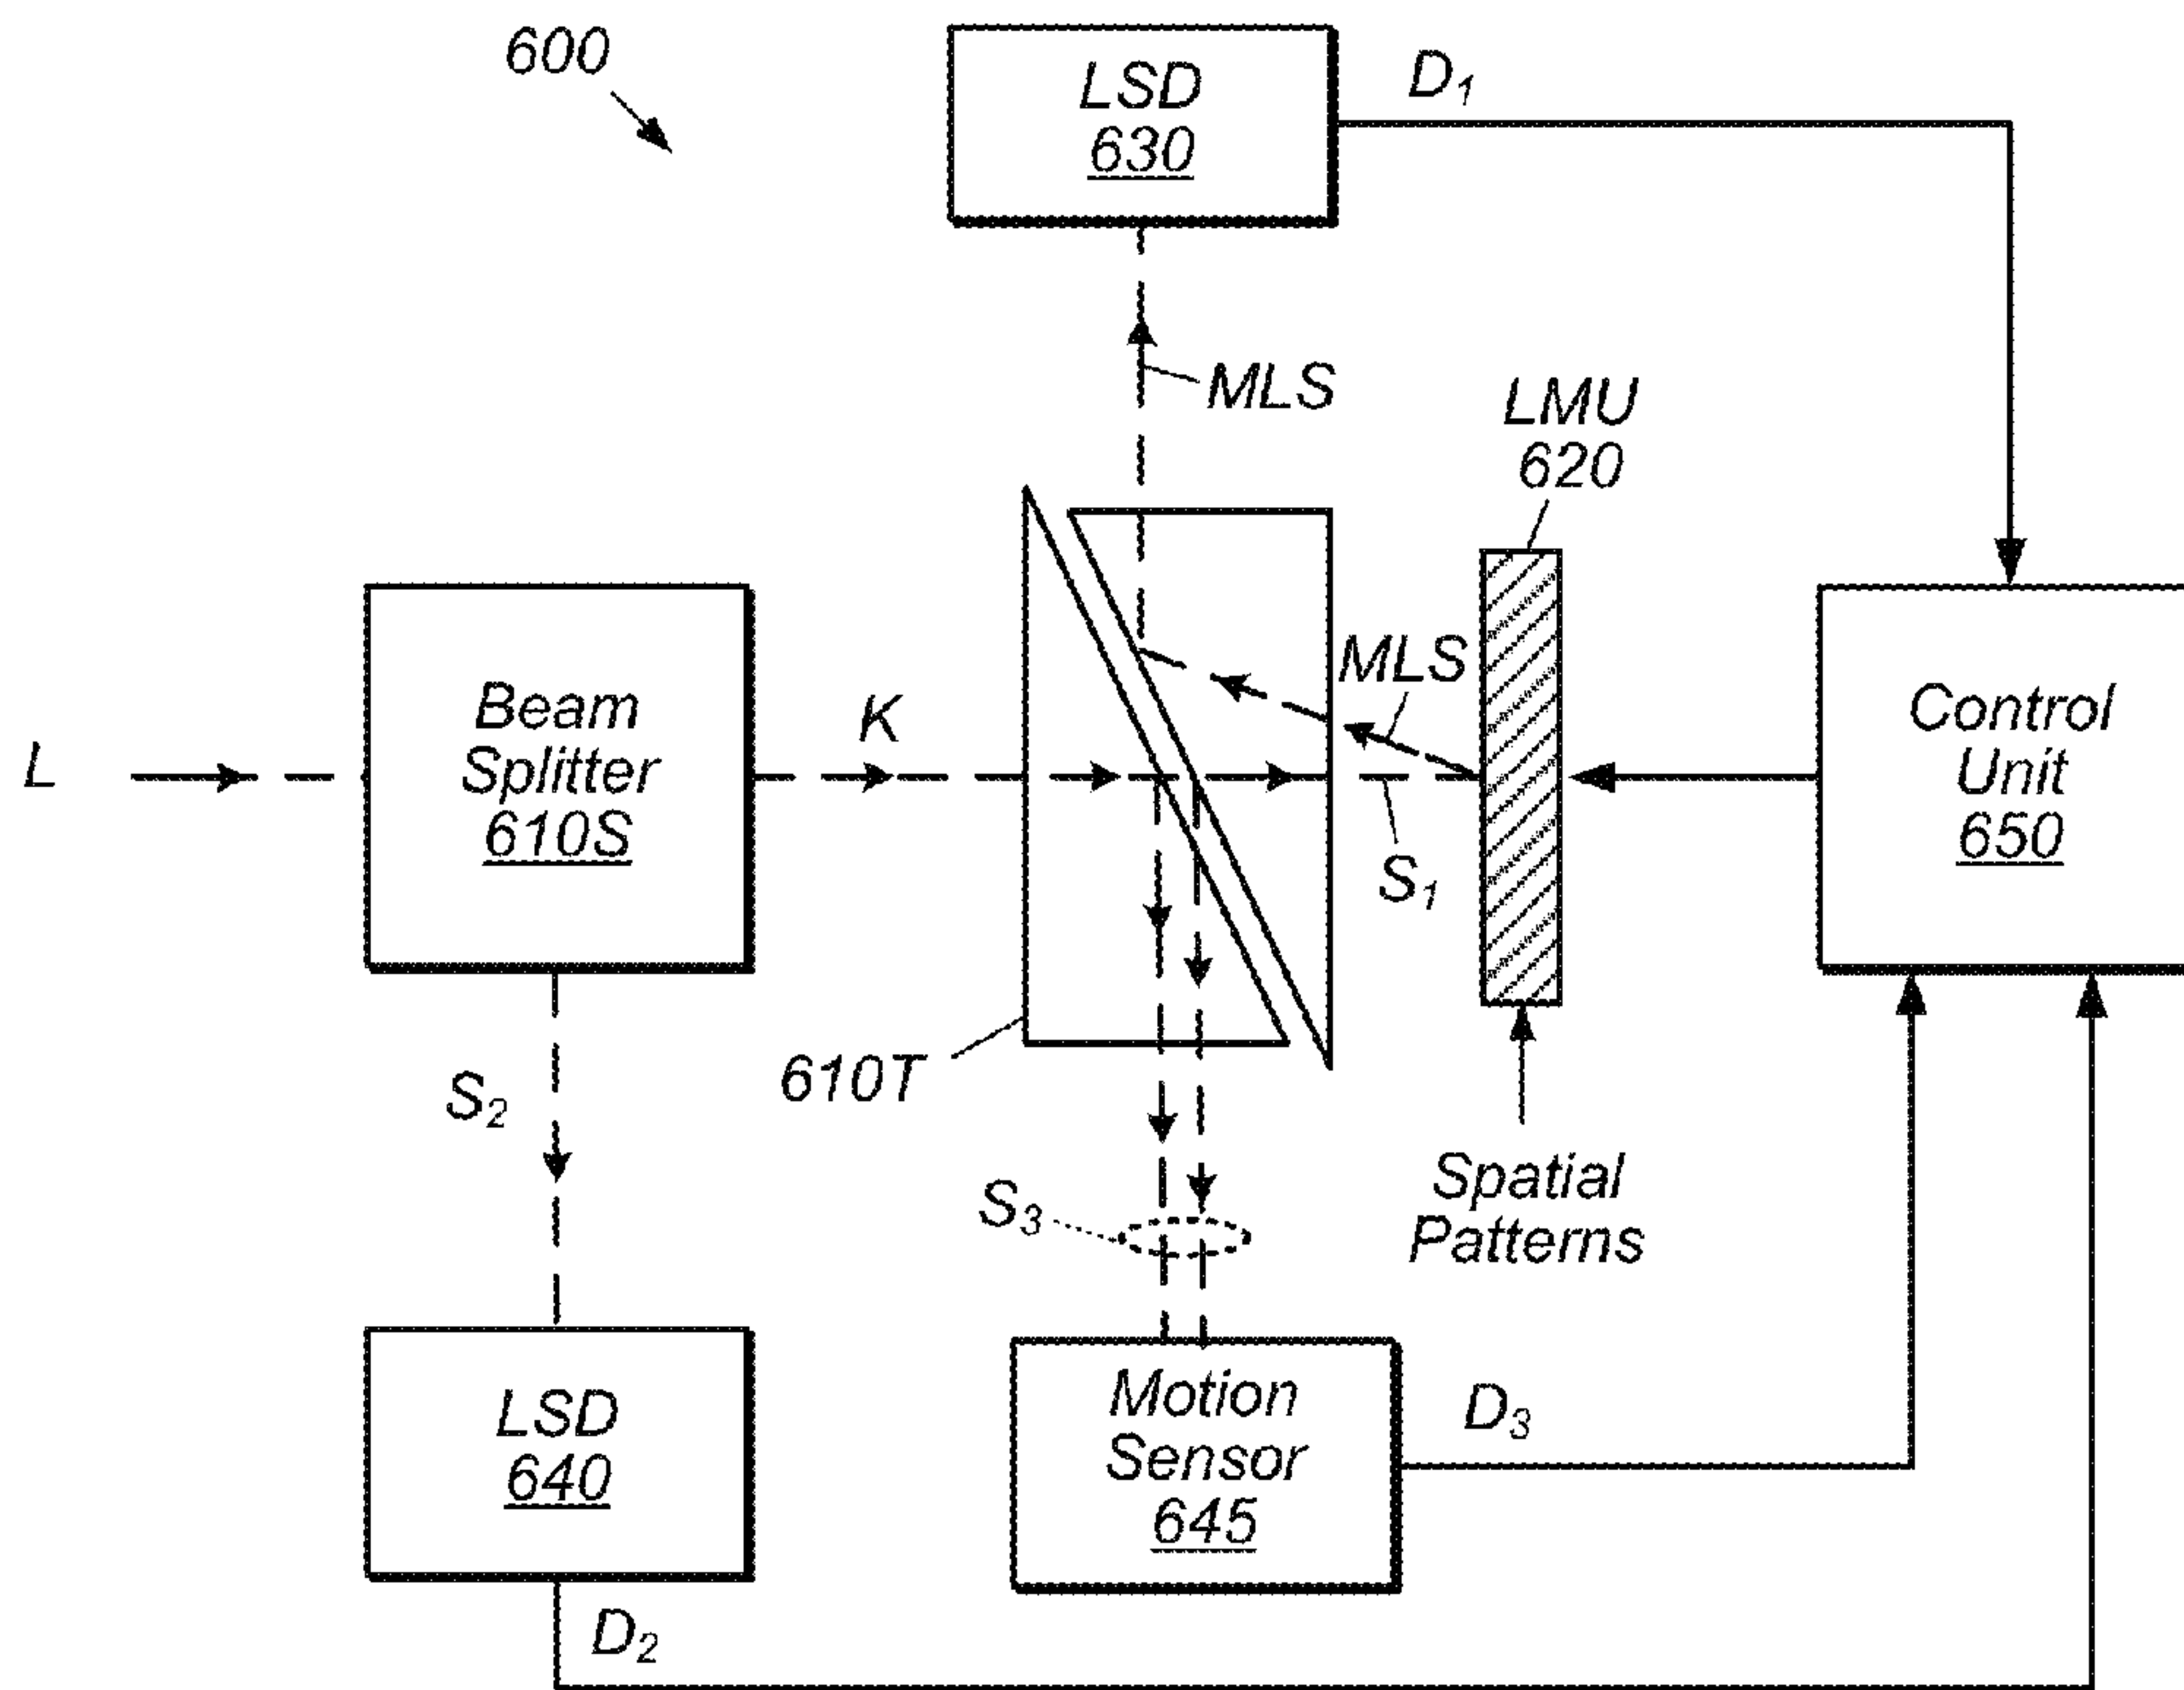 600
LSD
630
D₁
MLS
LMU
620
Beam
Splitter
610S
L
K
MLS
S₁
Control
Unit
650
610T
S₂
S₃
Spatial
Patterns
LSD
640
Motion
Sensor
645
D₃
D₂